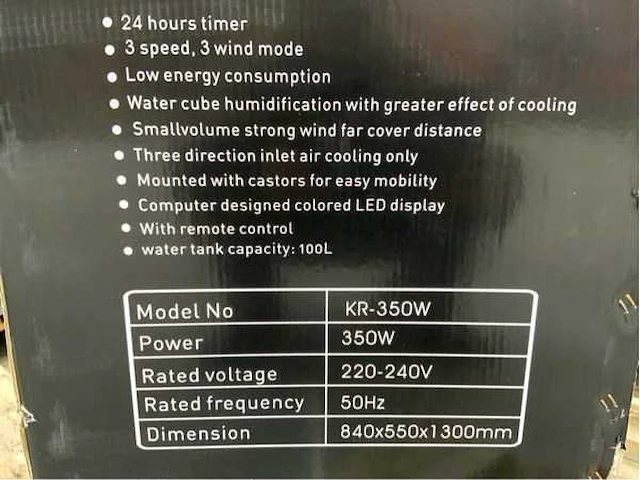 • 24 hours timer
• 3 speed, 3 wind mode
• Low energy consumption
• Water cube humidification with greater effect of cooling
• Smallvolume strong wind far cover distance
• Three direction inlet air cooling only
• Mounted with castors for easy mobility
• Computer designed colored LED display
• With remote control
• water tank capacity: 100L
Model No KR-350W
Power 350W
Rated voltage 220-240V
Rated frequency 50Hz
Dimension 840x550x1300mm